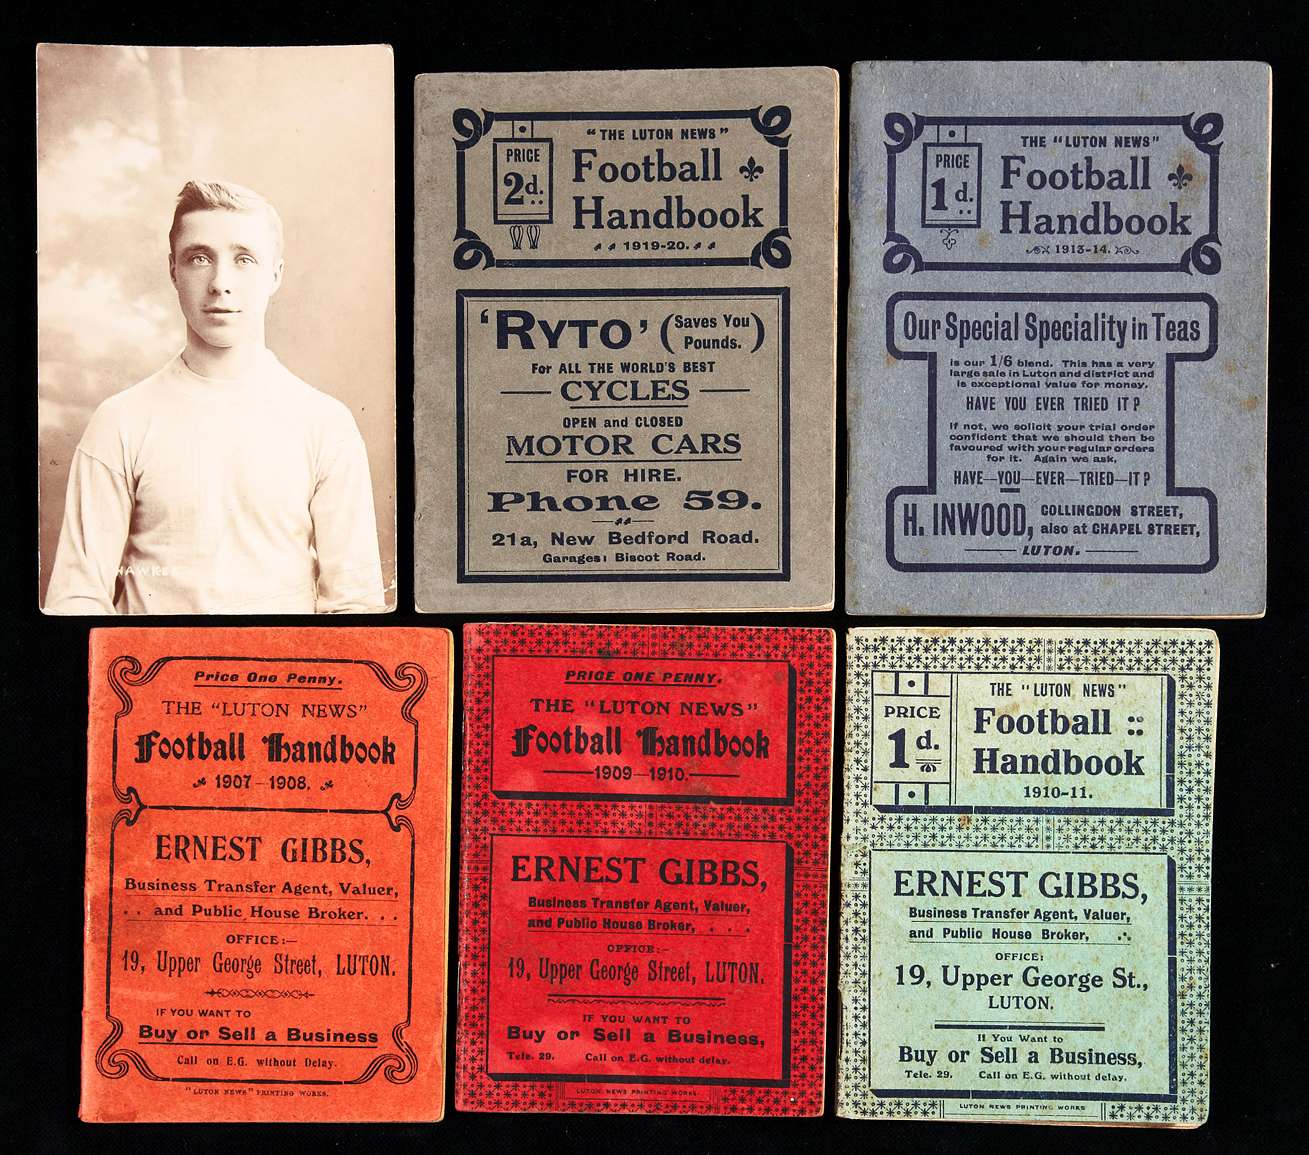 HAWKES
"THE LUTON NEWS"
PRICE
2d.
Football
Handbook
1919-20.
'RYTO' (Saves You Pounds.)
For ALL THE WORLD'S BEST
CYCLES
OPEN and CLOSED
MOTOR CARS
FOR HIRE.
Phone 59.
21a, New Bedford Road.
Garages: Biscot Road.
THE "LUTON NEWS"
PRICE
1d.
Football
Handbook
1913-14.
Our Special Speciality in Teas
is our 1/6 blend. This has a very
large sale in Luton and district and
is exceptional value for money.
HAVE YOU EVER TRIED IT?
If not, we solicit your trial order
confident that we should then be
favoured with your regular orders
for it. Again we ask,
HAVE—YOU—EVER—TRIED—IT?
H. INWOOD, COLLINGDON STREET,
also at CHAPEL STREET,
LUTON.
Price One Penny.
THE "LUTON NEWS"
Football Handbook
1907-1908.
ERNEST GIBBS,
Business Transfer Agent, Valuer,
. . and Public House Broker. . .
OFFICE:—
19, Upper George Street, LUTON.
IF YOU WANT TO
Buy or Sell a Business
Call on E.G. without Delay.
"LUTON NEWS" PRINTING WORKS.
PRICE ONE PENNY.
THE "LUTON NEWS"
Football Handbook
1909-1910.
ERNEST GIBBS,
Business Transfer Agent, Valuer,
and Public House Broker, . . .
OFFICE:—
19, Upper George Street, LUTON.
IF YOU WANT TO
Buy or Sell a Business,
Tele. 29. Call on E.G. without delay.
LUTON NEWS PRINTING WORKS
PRICE
1d.
THE "LUTON NEWS"
Football
Handbook
1910-11.
ERNEST GIBBS,
Business Transfer Agent, Valuer,
and Public House Broker,
OFFICE:
19, Upper George St.,
LUTON.
If You Want to
Buy or Sell a Business,
Tele. 29. Call on E.G. without delay.
LUTON NEWS PRINTING WORKS